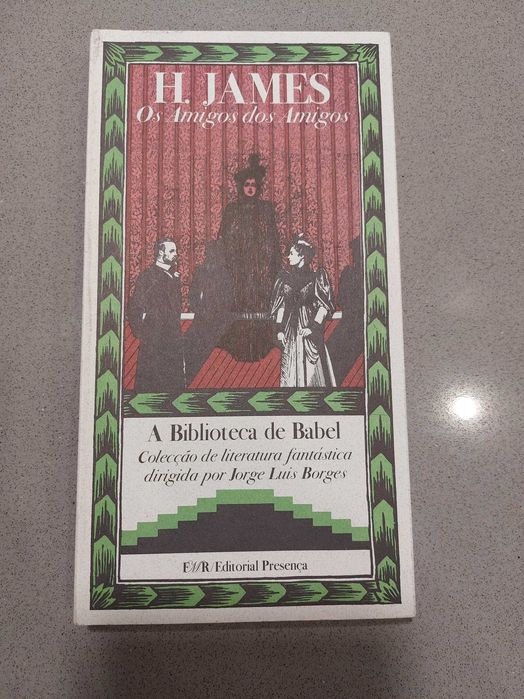 H. JAMES
Os Amigos dos Amigos
A Biblioteca de Babel
Colecção de literatura fantástica
dirigida por Jorge Luis Borges
FMR/Editorial Presença